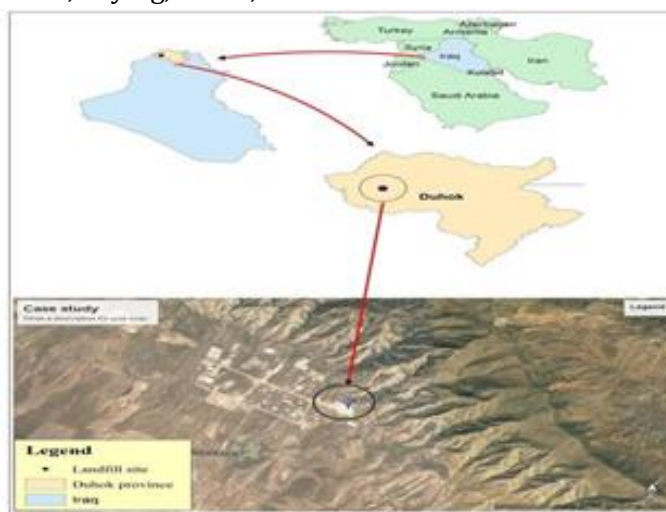 Turkey
Azerbaijan
Armenia
Syria
Iraq
Iran
Jordan
Kuwait
Saudi Arabia
Duhok
Case study
Legend
Legend
Landfill site
Duhok province
Iraq